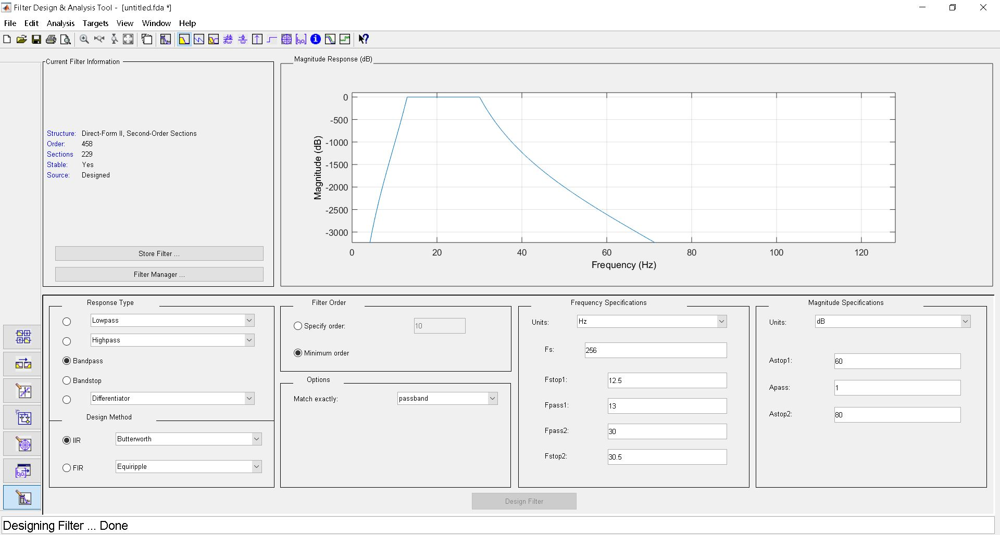 Filter Design & Analysis Tool - [untitled.fda *]
File Edit Analysis Targets View Window Help
Current Filter Information
Structure: Direct-Form II, Second-Order Sections
Order: 458
Sections 229
Stable: Yes
Source: Designed
Store Filter ...
Filter Manager ...
Magnitude Response (dB)
0
-500
-1000
-1500
-2000
-2500
-3000
Magnitude (dB)
0 20 40 60 80 100 120
Frequency (Hz)
Response Type
Lowpass
Highpass
Bandpass
Bandstop
Differentiator
Design Method
IIR Butterworth
FIR Equiripple
Filter Order
Specify order: 10
Minimum order
Options
Match exactly: passband
Frequency Specifications
Units: Hz
Fs: 256
Fstop1: 12.5
Fpass1: 13
Fpass2: 30
Fstop2: 30.5
Magnitude Specifications
Units: dB
Astop1: 60
Apass: 1
Astop2: 80
Design Filter
Designing Filter ... Done